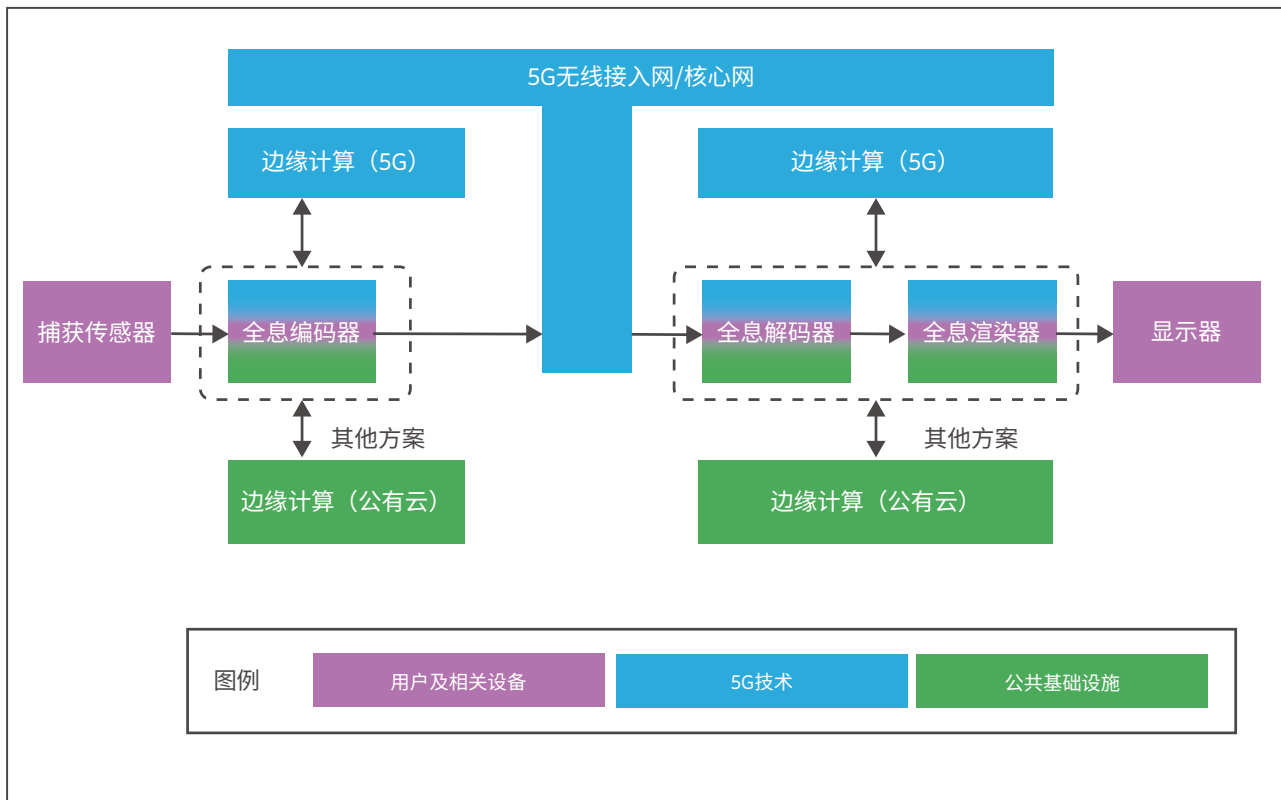 5G无线接入网/核心网
边缘计算（5G）
边缘计算（5G）
捕获传感器
全息编码器
全息解码器
全息渲染器
显示器
其他方案
其他方案
边缘计算（公有云）
边缘计算（公有云）
图例
用户及相关设备
5G技术
公共基础设施